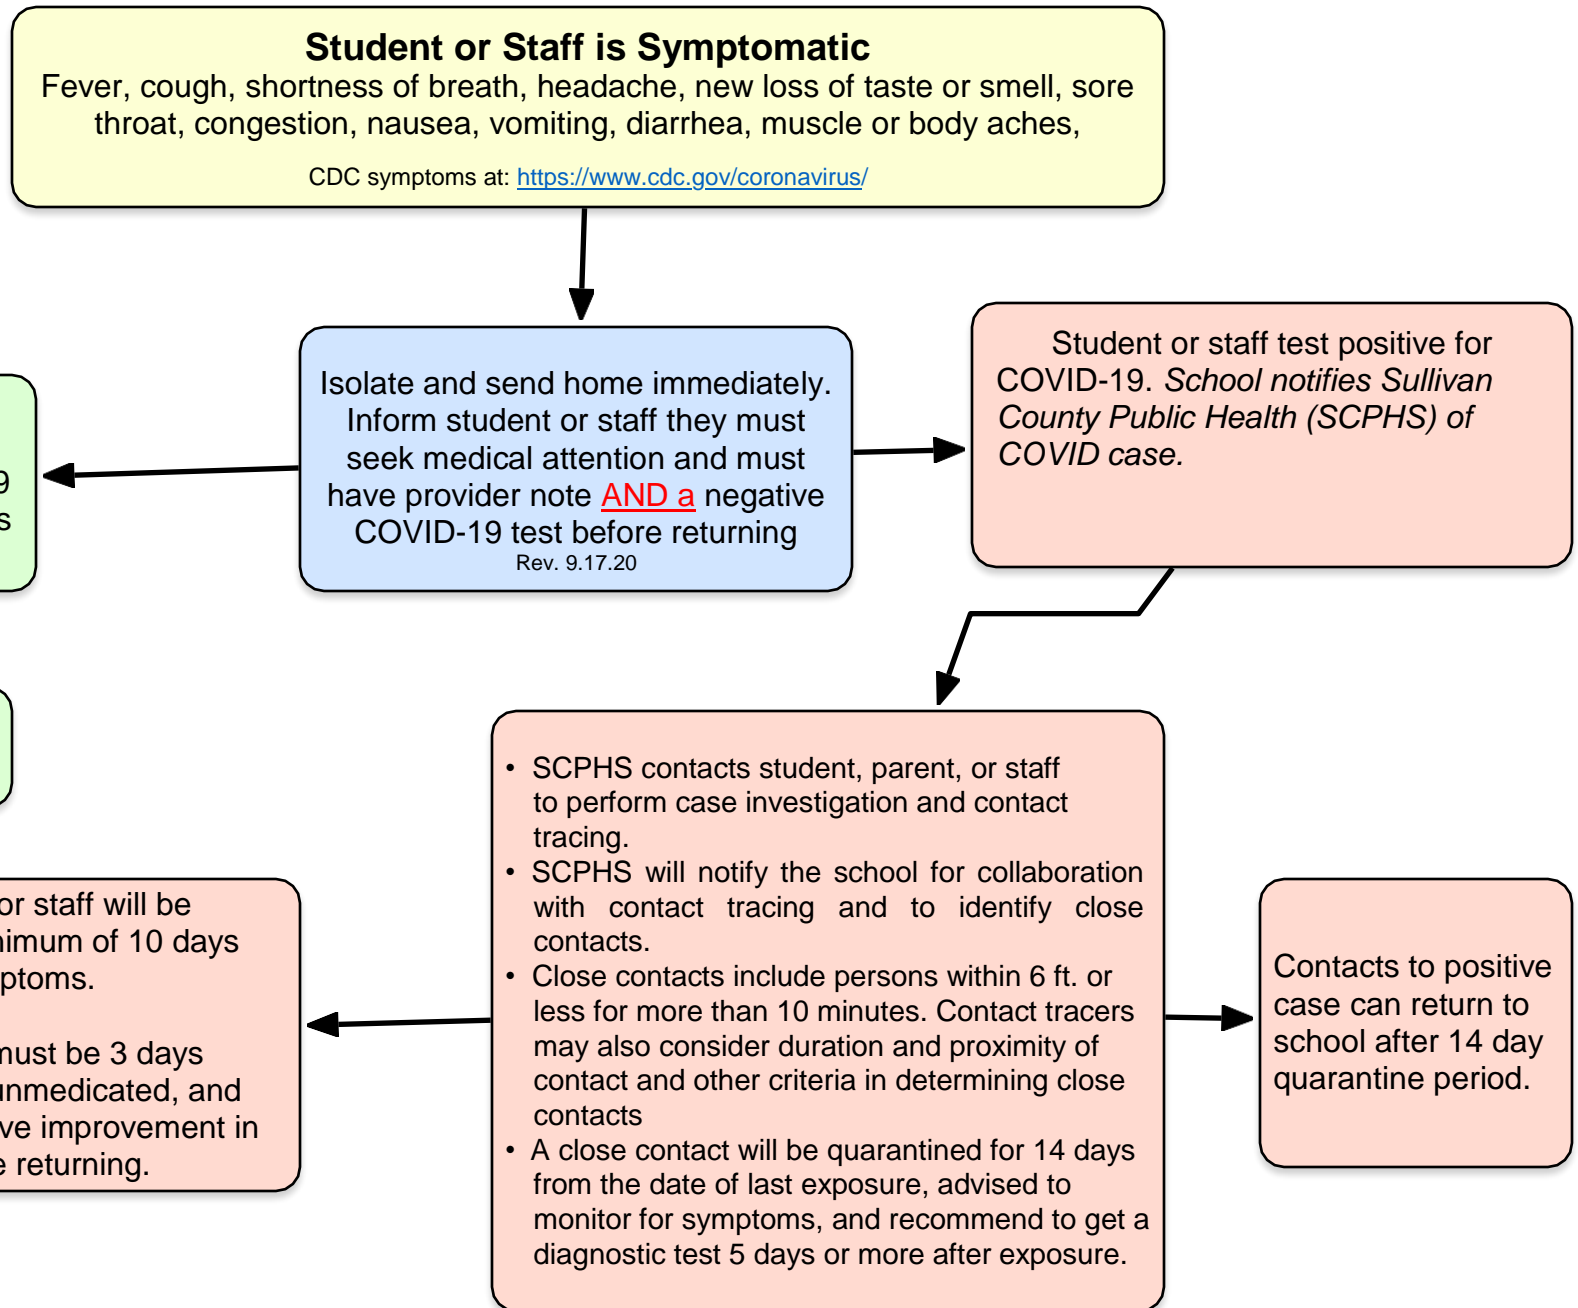 Student or Staff is Symptomatic
Fever, cough, shortness of breath, headache, new loss of taste or smell, sore
throat, congestion, nausea, vomiting, diarrhea, muscle or body aches,
CDC symptoms at: https://www.cdc.gov/coronavirus/
9
s
Isolate and send home immediately.
Inform student or staff they must
seek medical attention and must
have provider note AND a negative
COVID-19 test before returning
Rev. 9.17.20
Student or staff test positive for
COVID-19. School notifies Sullivan
County Public Health (SCPHS) of
COVID case.
or staff will be
nimum of 10 days
ptoms.
must be 3 days
unmedicated, and
ve improvement in
e returning.
• SCPHS contacts student, parent, or staff
to perform case investigation and contact
tracing.
• SCPHS will notify the school for collaboration
with contact tracing and to identify close
contacts.
• Close contacts include persons within 6 ft. or
less for more than 10 minutes. Contact tracers
may also consider duration and proximity of
contact and other criteria in determining close
contacts
• A close contact will be quarantined for 14 days
from the date of last exposure, advised to
monitor for symptoms, and recommend to get a
diagnostic test 5 days or more after exposure.
Contacts to positive
case can return to
school after 14 day
quarantine period.